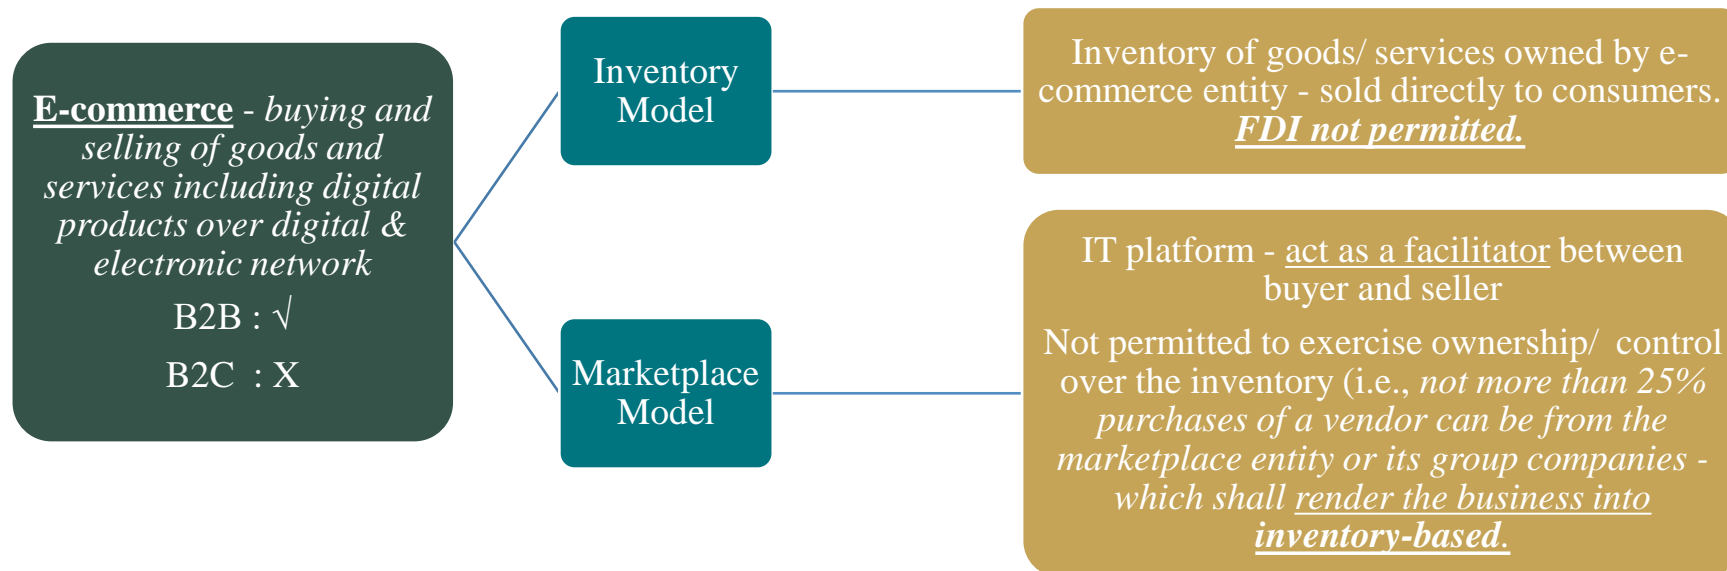 E-commerce - buying and
selling of goods and
services including digital
products over digital &
electronic network
B2B : √
B2C : X
Inventory
Model
Inventory of goods/ services owned by e-
commerce entity - sold directly to consumers.
FDI not permitted.
Marketplace
Model
IT platform - act as a facilitator between
buyer and seller
Not permitted to exercise ownership/ control
over the inventory (i.e., not more than 25%
purchases of a vendor can be from the
marketplace entity or its group companies -
which shall render the business into
inventory-based.